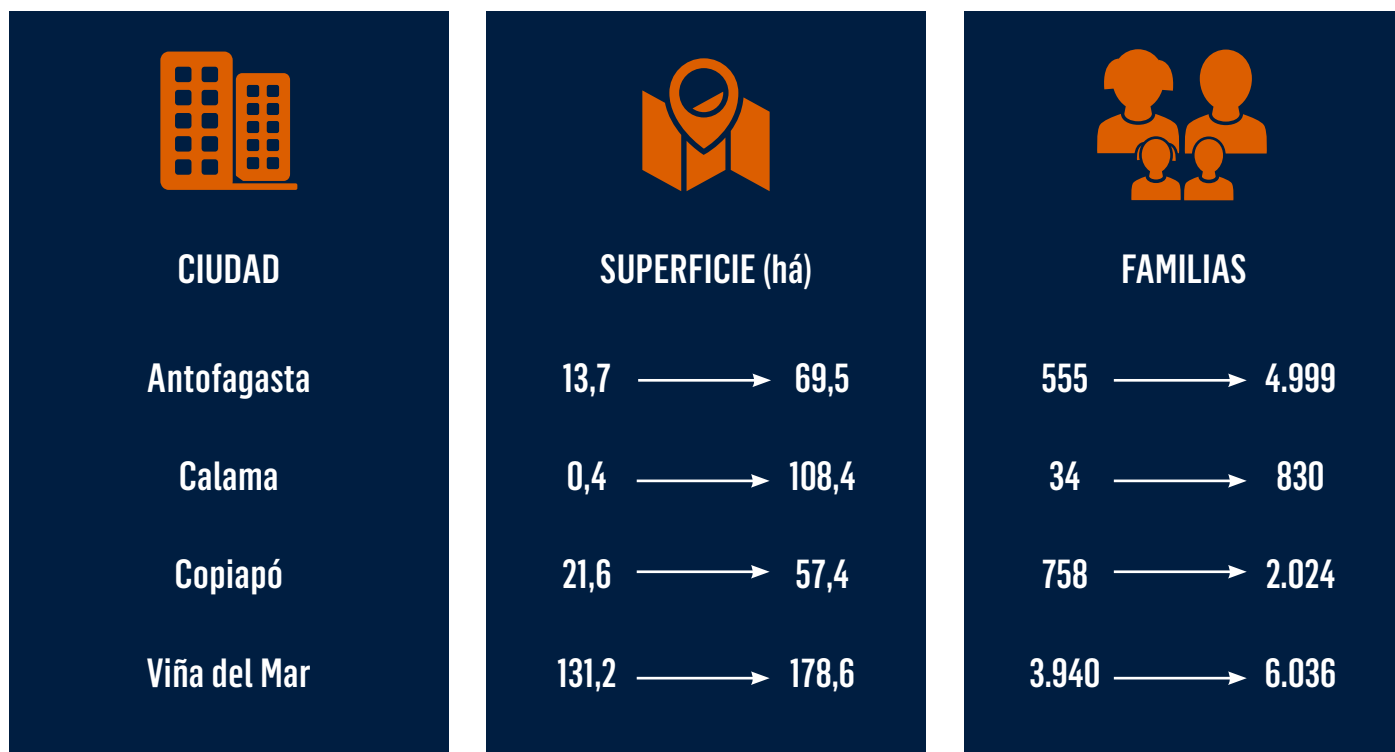 CIUDAD SUPERFICIE (há) FAMILIAS
Antofagasta 13,7 69,5 555 4.999
Calama 0,4 108,4 34 830
Copiapó 21,6 57,4 758 2.024
Viña del Mar 131,2 178,6 3.940 6.036